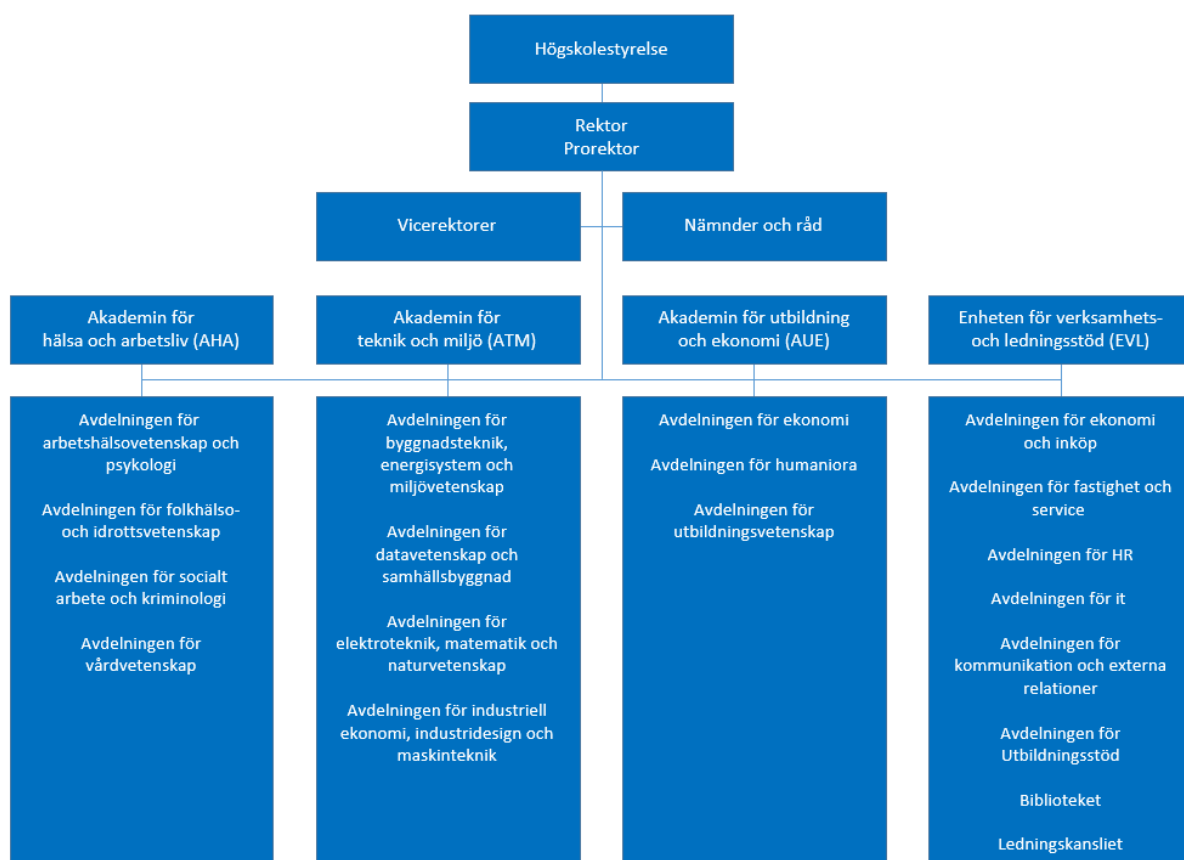 Högskolestyrelse
Rektor
Prorektor
Vicerektorer
Nämnder och råd
Akademin för
hälsa och arbetsliv (AHA)
Akademin för
teknik och miljö (ATM)
Akademin för utbildning
och ekonomi (AUE)
Enheten för verksamhets-
och ledningsstöd (EVL)
Avdelningen för
arbetshälsovetenskap och
psykologi
Avdelningen för folkhälso-
och idrottsvetenskap
Avdelningen för socialt
arbete och kriminologi
Avdelningen för
vårdvetenskap
Avdelningen för
byggnadsteknik,
energisystem och
miljövetenskap
Avdelningen för
datavetenskap och
samhällsbyggnad
Avdelningen för
elektroteknik, matematik och
naturvetenskap
Avdelningen för industriell
ekonomi, industridesign och
maskinteknik
Avdelningen för ekonomi
Avdelningen för humaniora
Avdelningen för
utbildningsvetenskap
Avdelningen för ekonomi
och inköp
Avdelningen för fastighet och
service
Avdelningen för HR
Avdelningen för it
Avdelningen för
kommunikation och externa
relationer
Avdelningen för
Utbildningsstöd
Biblioteket
Ledningskansliet